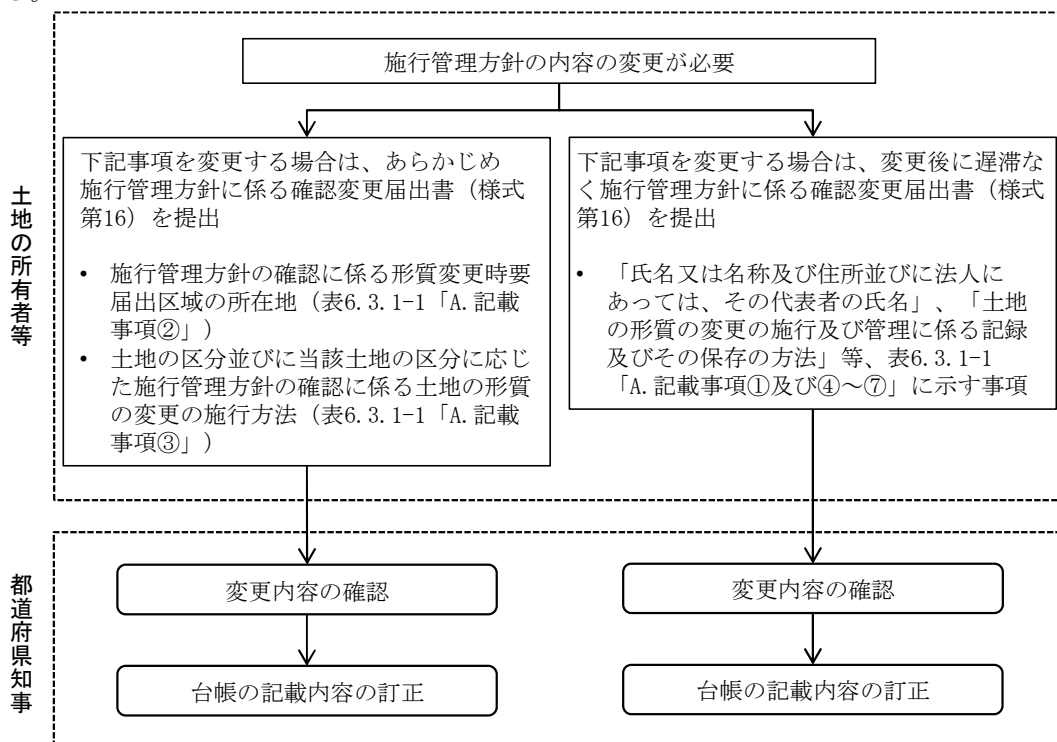 施行管理方針の内容の変更が必要
土地の所有者等
下記事項を変更する場合は、あらかじめ
施行管理方針に係る確認変更届出書（様式
第16）を提出
• 施行管理方針の確認に係る形質変更時要
届出区域の所在地（表6.3.1-1「A.記載
事項②」）
• 土地の区分並びに当該土地の区分に応じ
た施行管理方針の確認に係る土地の形質
の変更の施行方法（表6.3.1-1「A.記載
事項③」）
下記事項を変更する場合は、変更後に遅滞な
く施行管理方針に係る確認変更届出書（様式
第16）を提出
• 「氏名又は名称及び住所並びに法人に
あっては、その代表者の氏名」、「土地
の形質の変更の施行及び管理に係る記録
及びその保存の方法」等、表6.3.1-1
「A.記載事項①及び④～⑦」に示す事項
都道府県知事
変更内容の確認
台帳の記載内容の訂正
変更内容の確認
台帳の記載内容の訂正